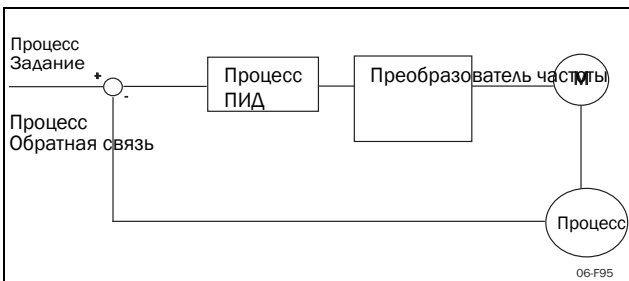 Процесс
Задание
+
-
Процесс
Обратная связь
Процесс
ПИД
Преобразователь частоты
М
Процесс
06-F95